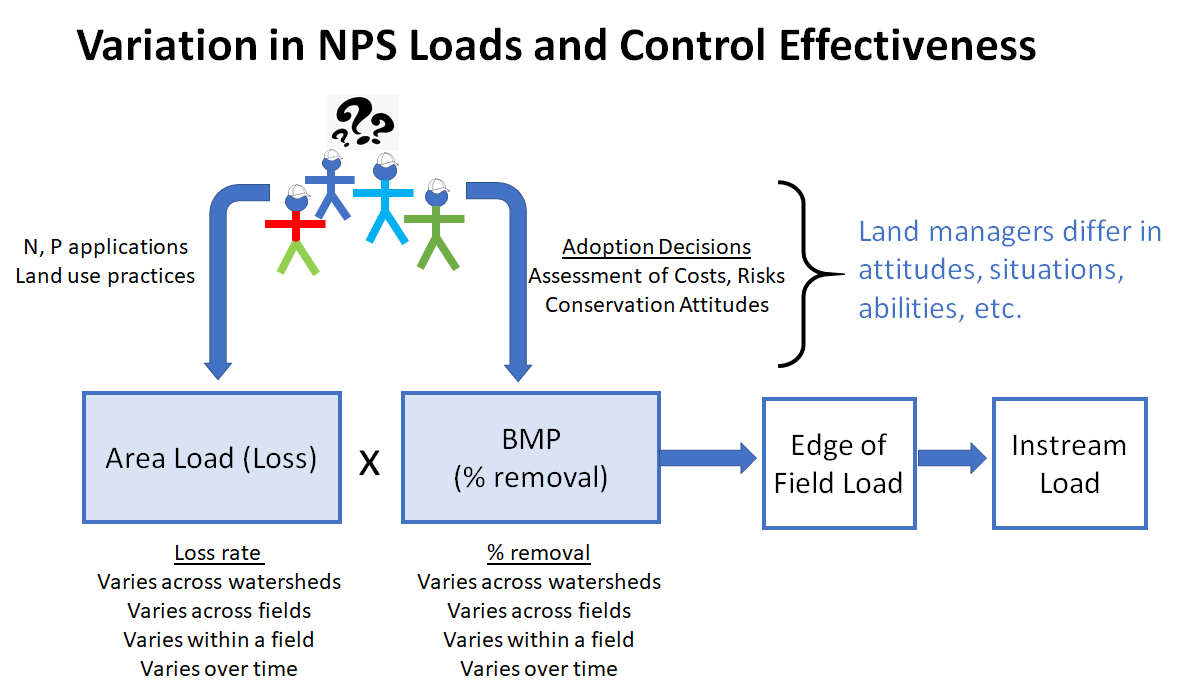 Variation in NPS Loads and Control Effectiveness
???
N, P applications
Land use practices
Adoption Decisions
Assessment of Costs, Risks
Conservation Attitudes
Land managers differ in
attitudes, situations,
abilities, etc.
Area Load (Loss)
X
BMP
(% removal)
Edge of
Field Load
Instream
Load
Loss rate
Varies across watersheds
Varies across fields
Varies within a field
Varies over time
% removal
Varies across watersheds
Varies across fields
Varies within a field
Varies over time